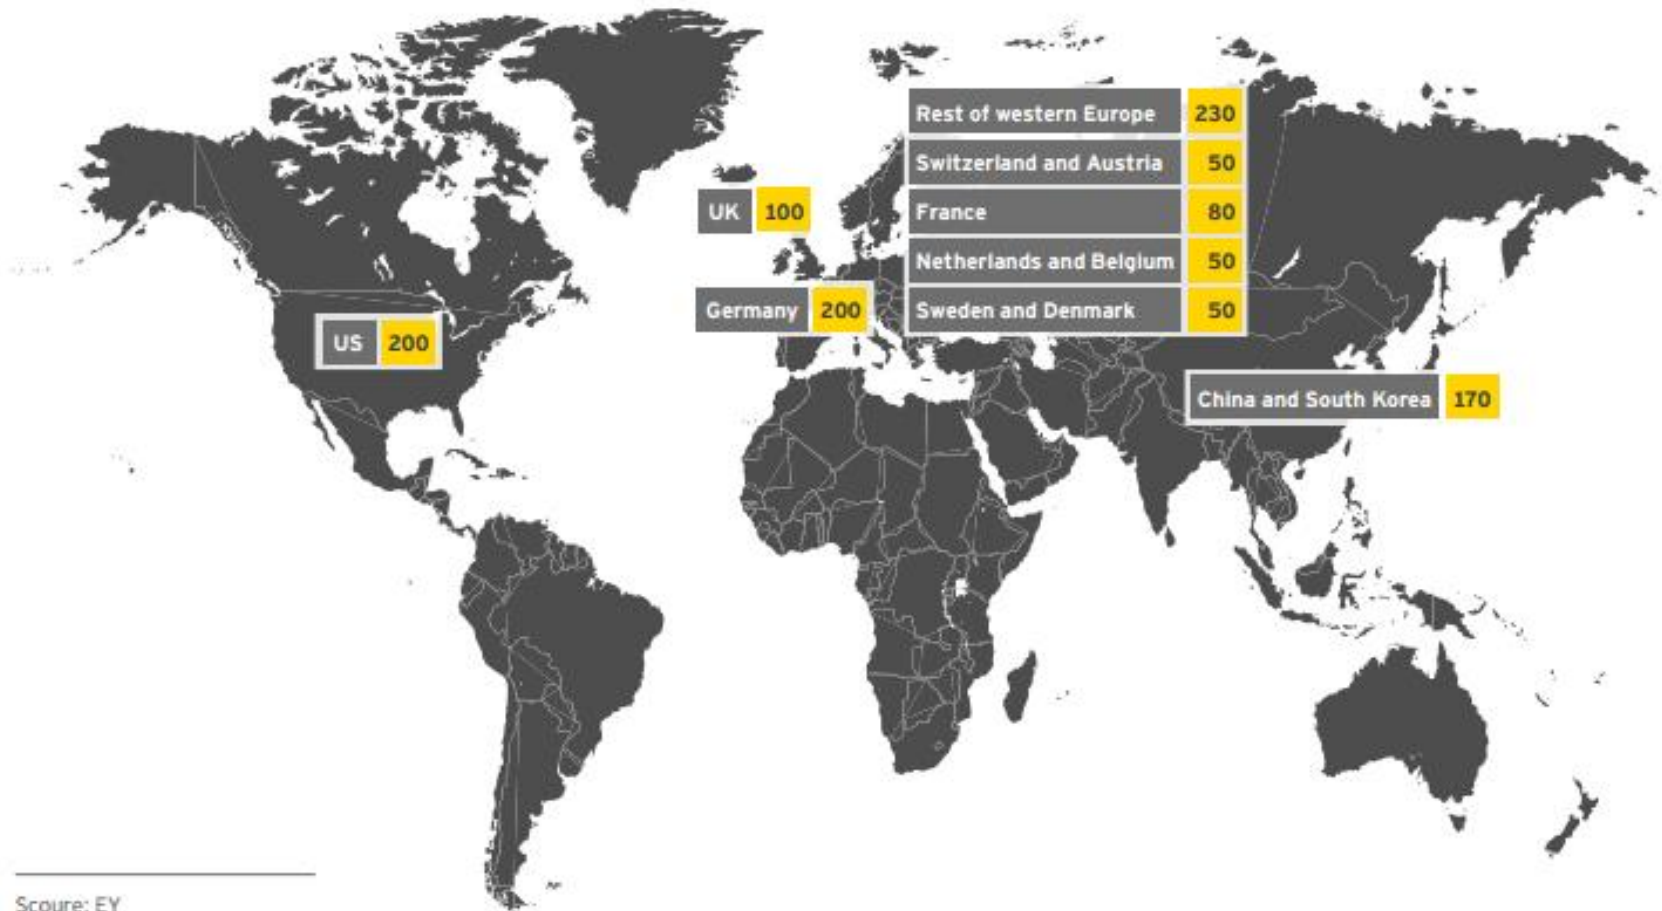 Rest of western Europe 230
Switzerland and Austria 50
UK 100
France 80
Netherlands and Belgium 50
Germany 200
Sweden and Denmark 50
US 200
China and South Korea 170
Scoure: EY